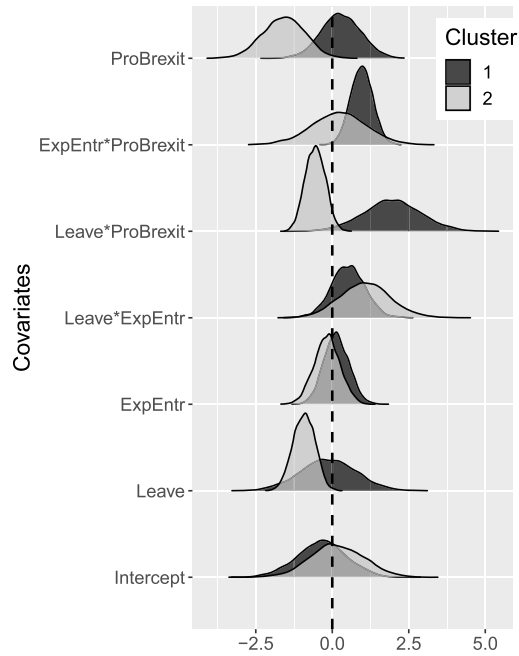 Cluster
1
2
ProBrexit
ExpEntr*ProBrexit
Leave*ProBrexit
Leave*ExpEntr
ExpEntr
Leave
Intercept
Covariates
−2.5 0.0 2.5 5.0